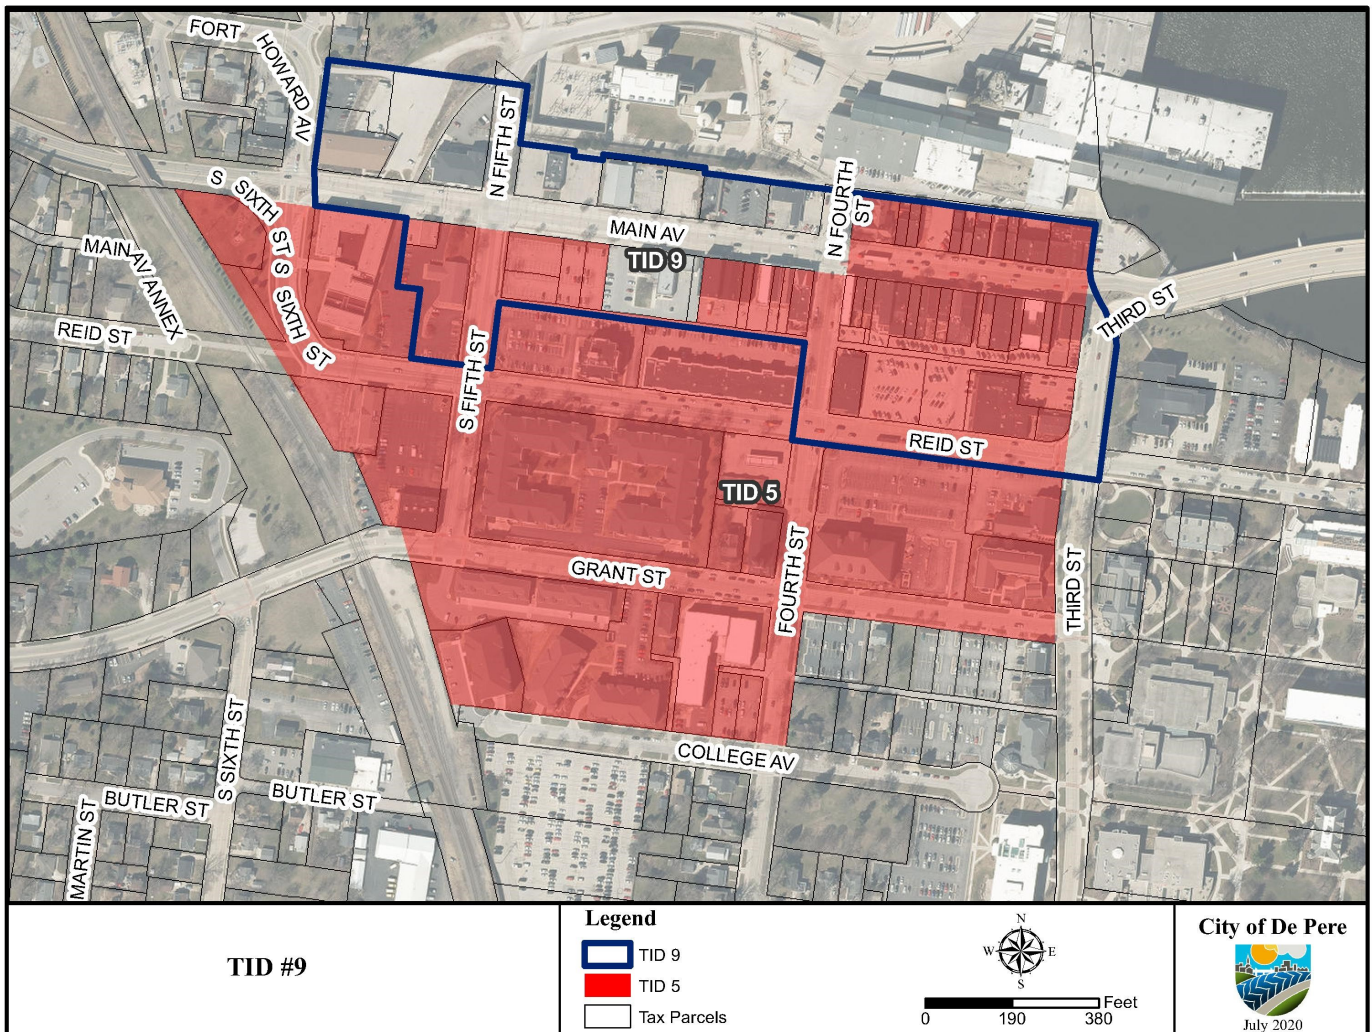 FORT
HOWARD AV
N FIFTH ST
S SIXTH ST
S SIXTH ST
MAIN AV
TID 9
N FOURTH
ST
MAIN AV ANNEX
REID ST
THIRD ST
S FIFTH ST
REID ST
TID 5
GRANT ST
FOURTH ST
THIRD ST
COLLEGE AV
S SIXTH ST
BUTLER ST
BUTLER ST
MARTIN ST
TID #9
Legend
TID 9
TID 5
Tax Parcels
N
W
E
S
Feet
0
190
380
City of De Pere
July 2020